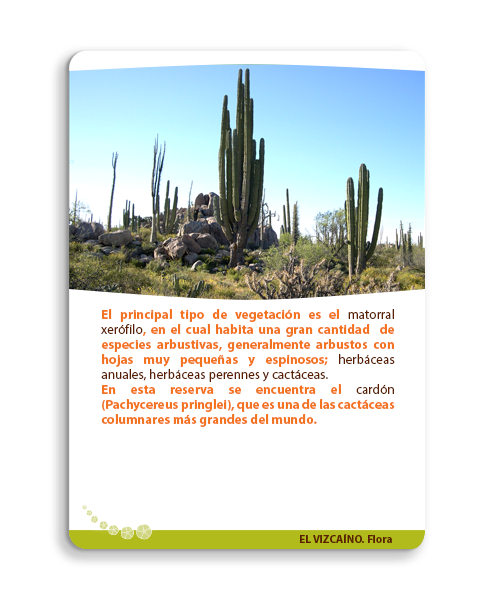 El principal tipo de vegetación es el matorral
xerófilo, en el cual habita una gran cantidad de
especies arbustivas, generalmente arbustos con
hojas muy pequeñas y espinosos; herbáceas
anuales, herbáceas perennes y cactáceas.
En esta reserva se encuentra el cardón
(Pachycereus pringlei), que es una de las cactáceas
columnares más grandes del mundo.
EL VIZCAÍNO. Flora